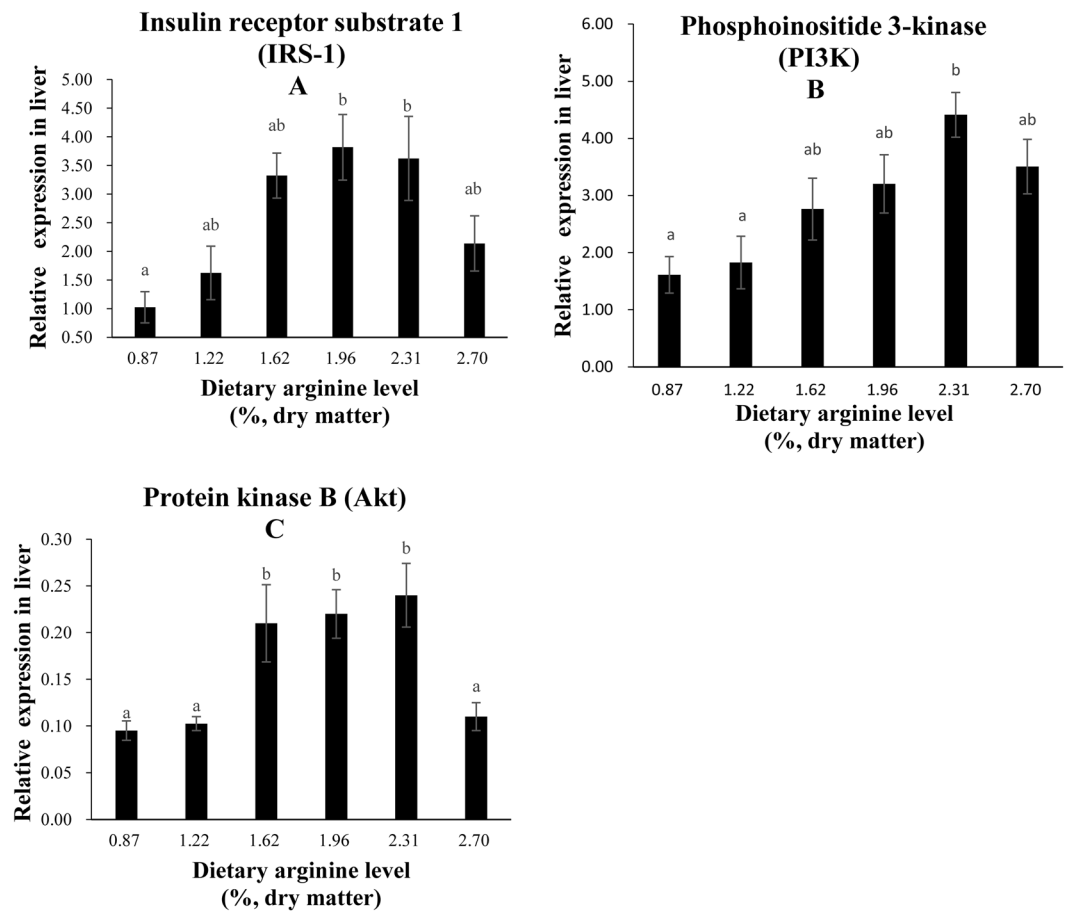 Insulin receptor substrate 1
(IRS-1)
A
Relative expression in liver
5.00
4.50
4.00
3.50
3.00
2.50
2.00
1.50
1.00
0.50
a
ab
ab
b
b
ab
0.87 1.22 1.62 1.96 2.31 2.70
Dietary arginine level
(%, dry matter)
Phosphoinositide 3-kinase
(PI3K)
B
Relative expression in liver
6.00
5.00
4.00
3.00
2.00
1.00
0.00
a
a
ab
ab
b
ab
0.87 1.22 1.62 1.96 2.31 2.70
Dietary arginine level
(%, dry matter)
Protein kinase B (Akt)
C
Relative expression in liver
0.30
0.25
0.20
0.15
0.10
0.05
0.00
a
a
b
b
b
a
0.87 1.22 1.62 1.96 2.31 2.70
Dietary arginine level
(%, dry matter)